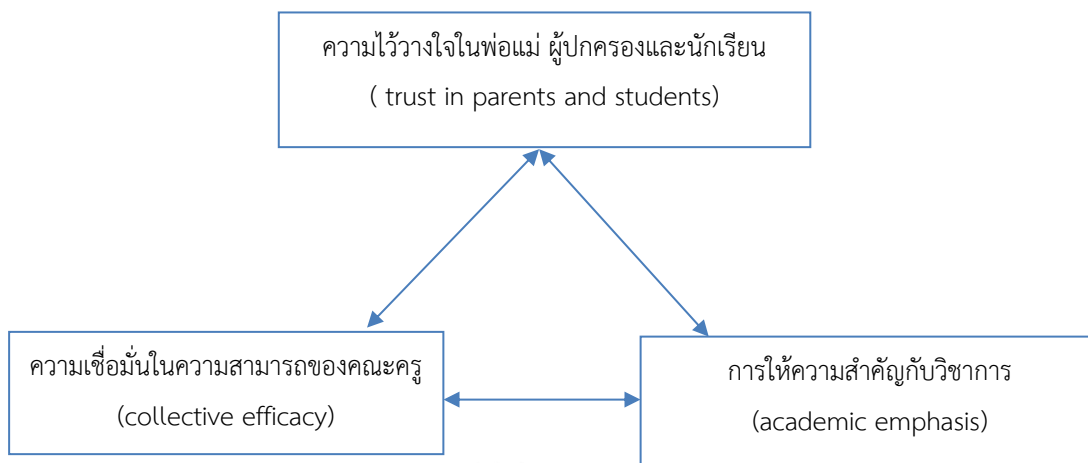 ความไว้วางใจในพ่อแม่ ผู้ปกครองและนักเรียน
( trust in parents and students)
ความเชื่อมั่นในความสามารถของคณะครู
(collective efficacy)
การให้ความสำคัญกับวิชาการ
(academic emphasis)